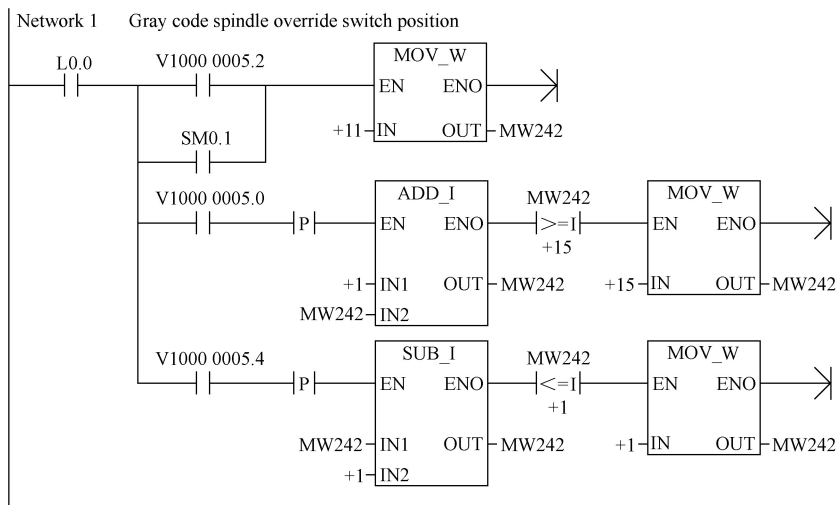 Network 1 Gray code spindle override switch position
L0.0
V1000 0005.2
MOV_W
EN ENO
SM0.1
+11 IN OUT MW242
V1000 0005.0
P
ADD_I
EN ENO
MW242
>=I
+15
MOV_W
EN ENO
+1 IN1 OUT MW242
MW242 IN2
+15 IN OUT MW242
V1000 0005.4
P
SUB_I
EN ENO
MW242
<=I
+1
MOV_W
EN ENO
MW242 IN1 OUT MW242
+1 IN2
+1 IN OUT MW242